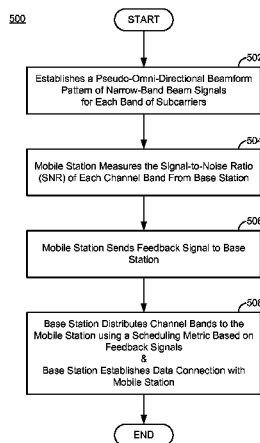 500
START
502
Establishes a Pseudo-Omni-Directional Beamform
Pattern of Narrow-Band Beam Signals
for Each Band of Subcarriers
504
Mobile Station Measures the Signal-to-Noise Ratio
(SNR) of Each Channel Band From Base Station
506
Mobile Station Sends Feedback Signal to Base
Station
508
Base Station Distributes Channel Bands to the
Mobile Station using a Scheduling Metric Based on
Feedback Signals
&
Base Station Establishes Data Connection with
Mobile Station
END